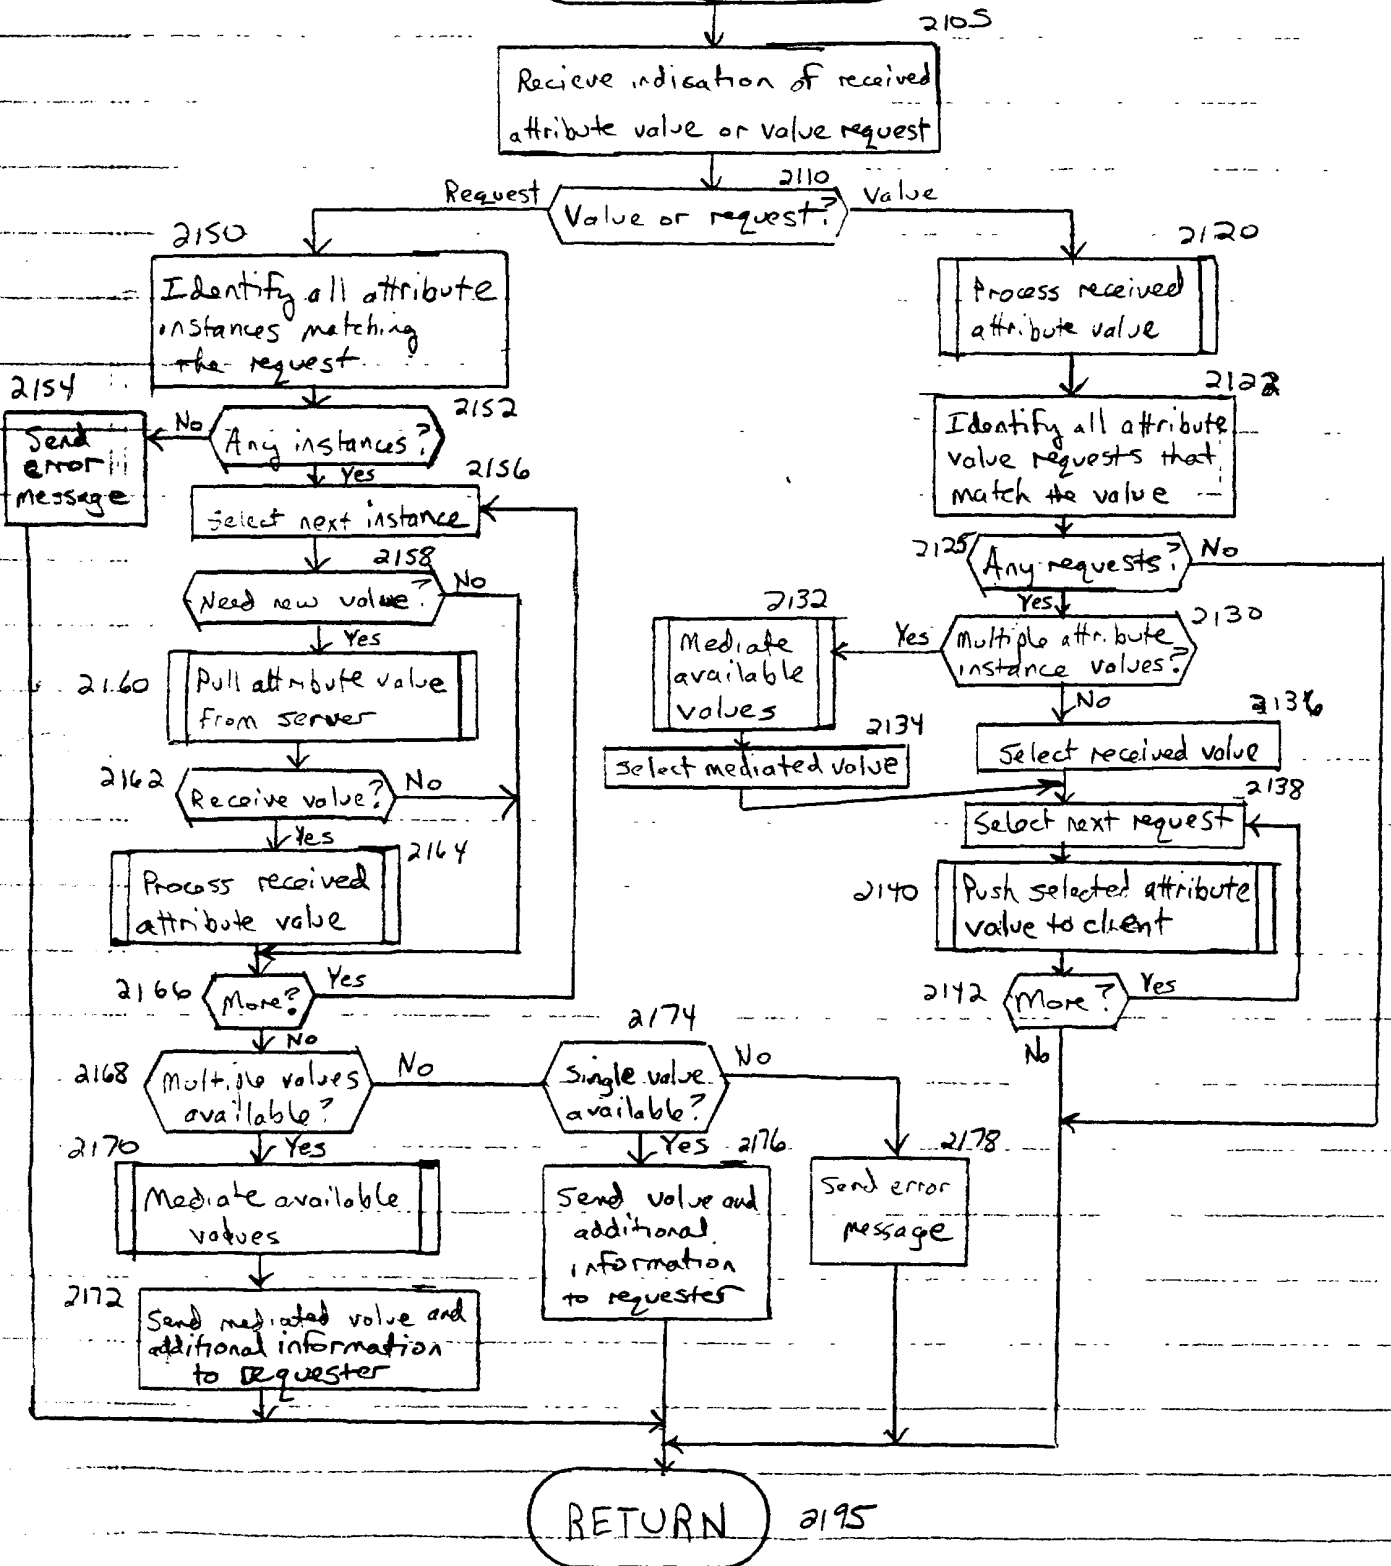 2105
Recieve indication of received
attribute value or value request
2110
Request
Value or request?
Value
2150
Identify all attribute
instances matching
the request
2154
Send
error
message
No
2152
Any instances?
Yes
2156
Select next instance
2158
Need new value?
No
Yes
2160
Pull attribute value
from server
2162
Receive value?
No
Yes
2164
Process received
attribute value
2166
More?
Yes
No
2168
Multiple values
available?
No
Yes
2170
Mediate available
values
2172
Send mediated value and
additional information
to requester
2174
Single value
available?
No
Yes
2176
Send value and
additional
information
to requester
2178
Send error
message
2120
Process received
attribute value
2122
Identify all attribute
value requests that
match the value
2125
Any requests?
No
Yes
2130
Multiple attribute
instance values?
Yes
No
2132
Mediate
available
values
2134
Select mediated value
2136
Select received value
2138
Select next request
2140
Push selected attribute
value to client
2142
More?
Yes
No
RETURN
2195